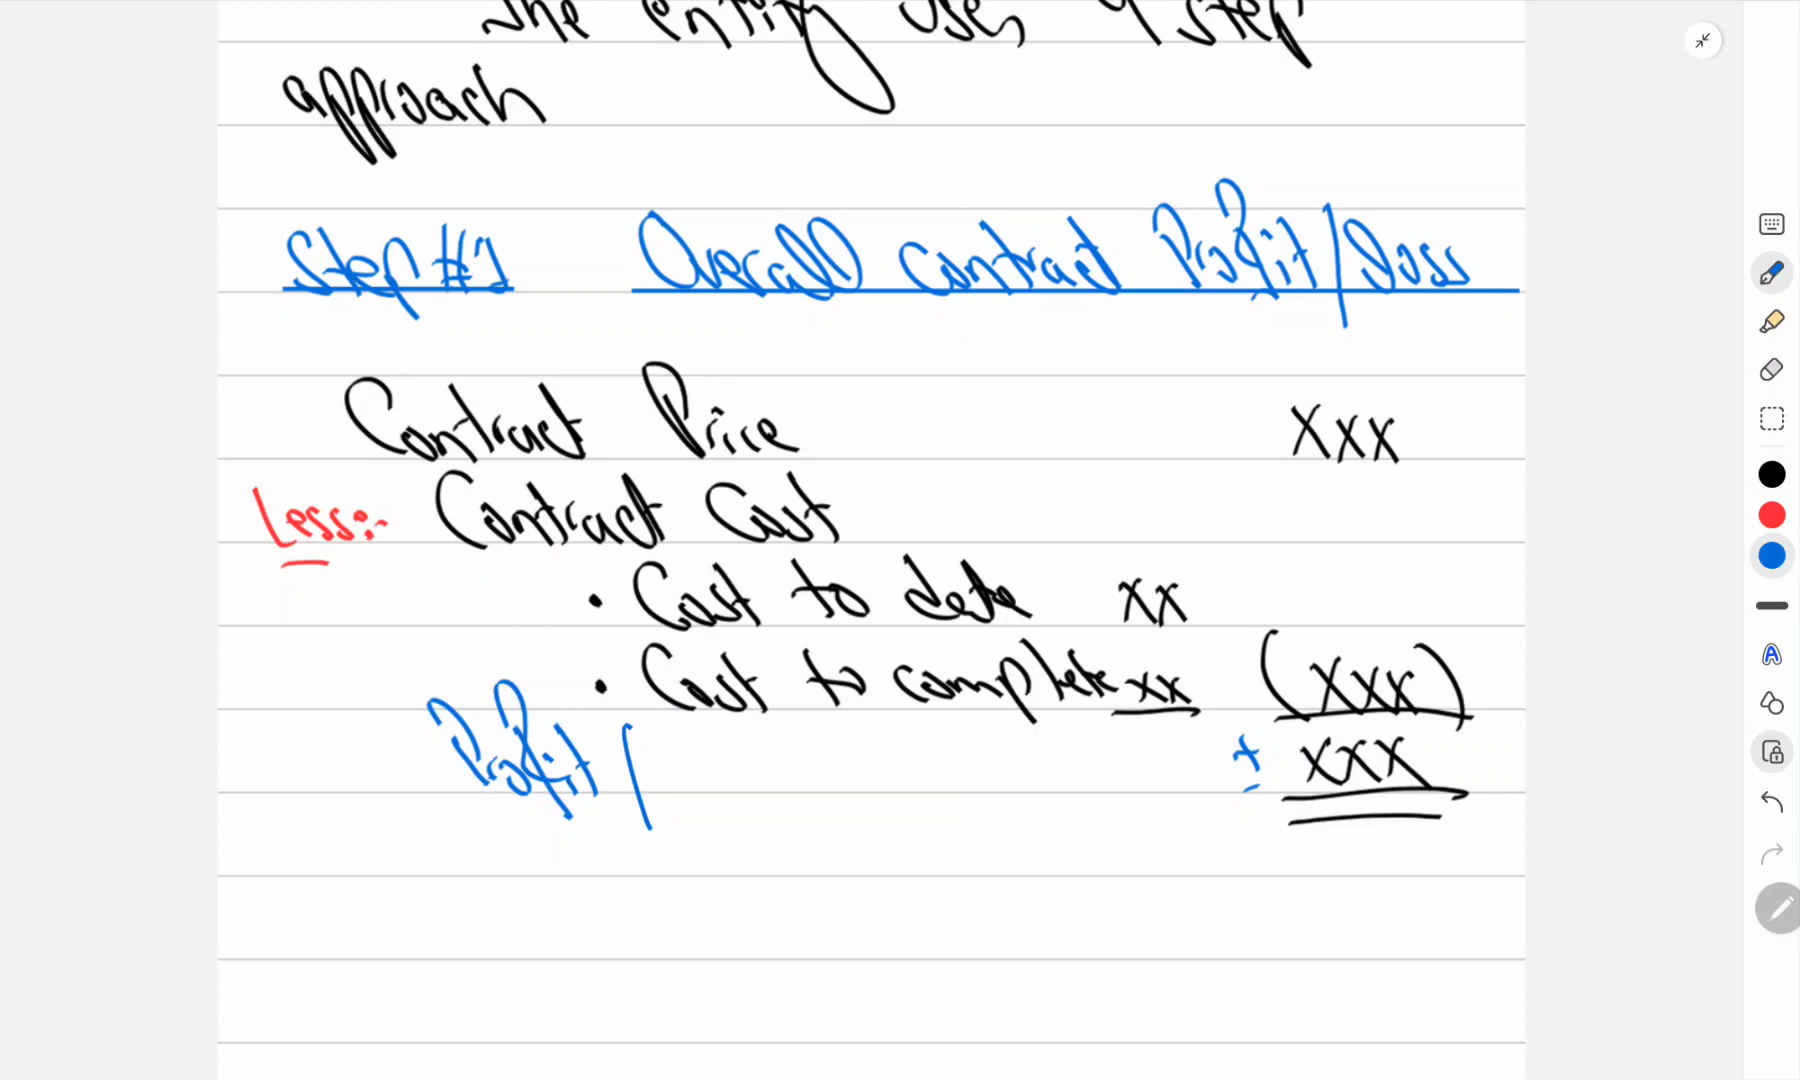 The entity uses 4 step
approach
Step #1 Overall contract Profit/Loss
Contract Price XXX
Less:- Contract Cost
• Cost to date XX
• Cost to complete XX (XXX)
Profit / ± XXX